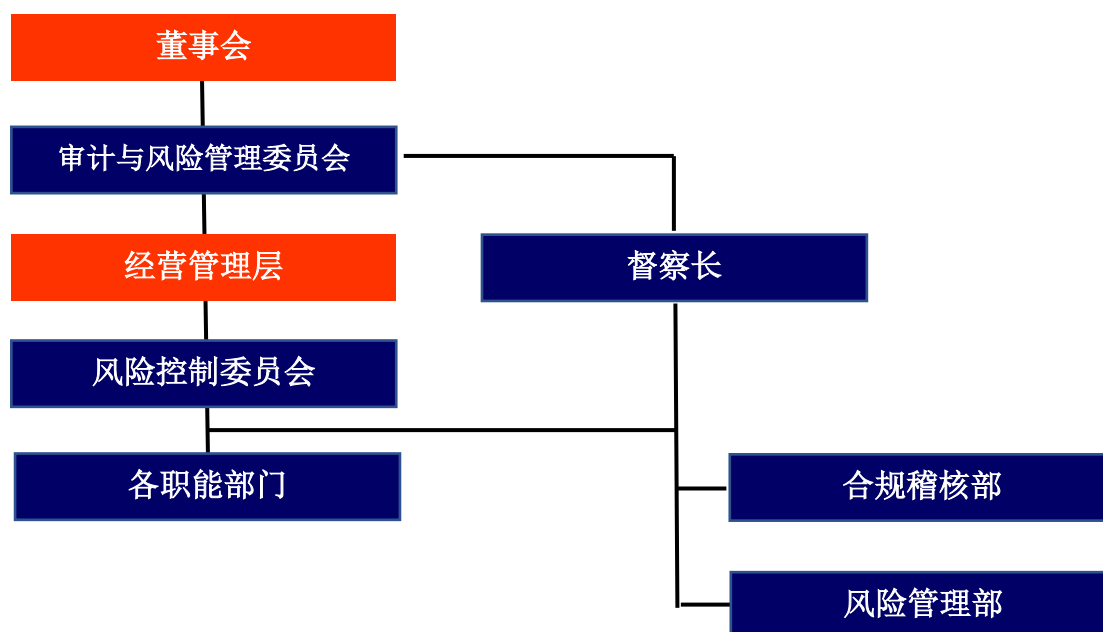 董事会
审计与风险管理委员会
经营管理层
督察长
风险控制委员会
各职能部门
合规稽核部
风险管理部